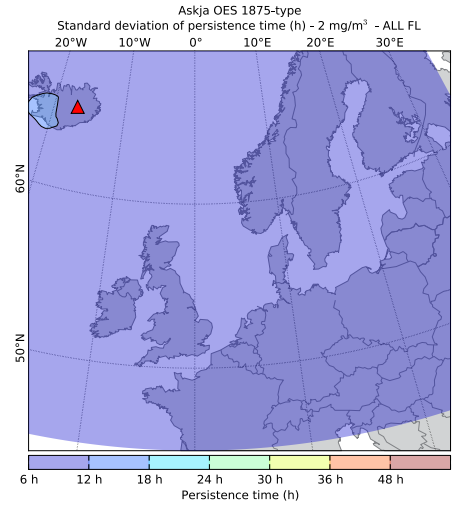 Askja OES 1875-type
Standard deviation of persistence time (h) - 2 mg/m³ - ALL FL
20°W 10°W 0° 10°E 20°E 30°E
60°N
50°N
6 h 12 h 18 h 24 h 30 h 36 h 48 h
Persistence time (h)